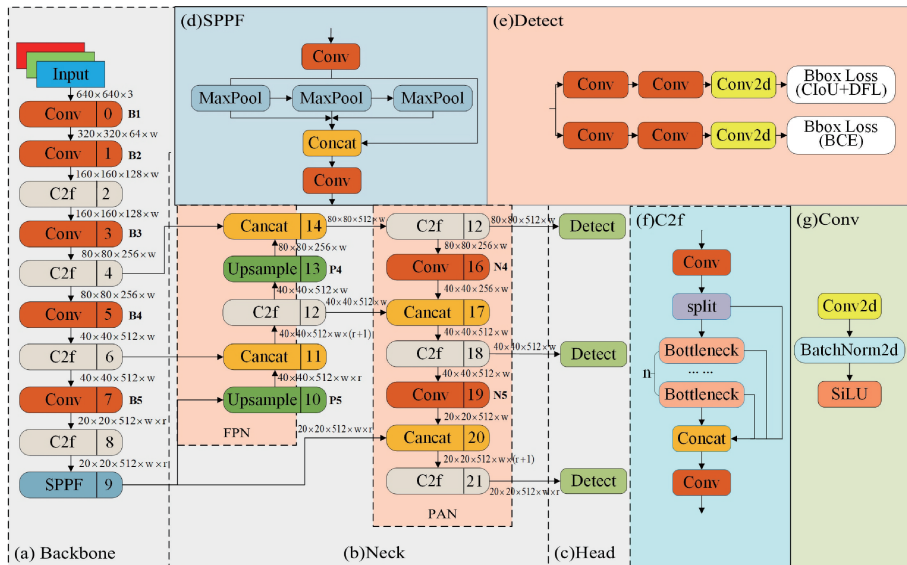 Input
640×640×3
Conv 0 B1
320×320×64×w
Conv 1 B2
160×160×128×w
C2f 2
160×160×128×w
Conv 3 B3
80×80×256×w
C2f 4
80×80×256×w
Conv 5 B4
40×40×512×w
C2f 6
40×40×512×w
Conv 7 B5
20×20×512×w×r
C2f 8
20×20×512×w×r
SPPF 9
(a) Backbone
(d)SPPF
Conv
MaxPool MaxPool MaxPool
Concat
Conv
(e)Detect
Conv Conv Conv2d Bbox Loss
(CIoU+DFL)
Conv Conv Conv2d Bbox Loss
(BCE)
Cancat 14
80×80×512×w
80×80×256×w
Upsample 13 P4
40×40×512×w
C2f 12
40×40×512×w
40×40×512×w×(r+1)
Cancat 11
40×40×512×w×r
Upsample 10 P5
FPN
20×20×512×w×r
C2f 12
80×80×512×w
80×80×256×w
Conv 16 N4
40×40×256×w
Cancat 17
40×40×512×w
C2f 18
40×40×512×w
40×40×512×w
Conv 19 N5
20×20×512×w
Cancat 20
20×20×512×w×(r+1)
C2f 21
20×20×512×w×r
PAN
(b)Neck
Detect
Detect
Detect
(c)Head
(f)C2f
Conv
split
Bottleneck
n
... ...
Bottleneck
Concat
Conv
(g)Conv
Conv2d
BatchNorm2d
SiLU